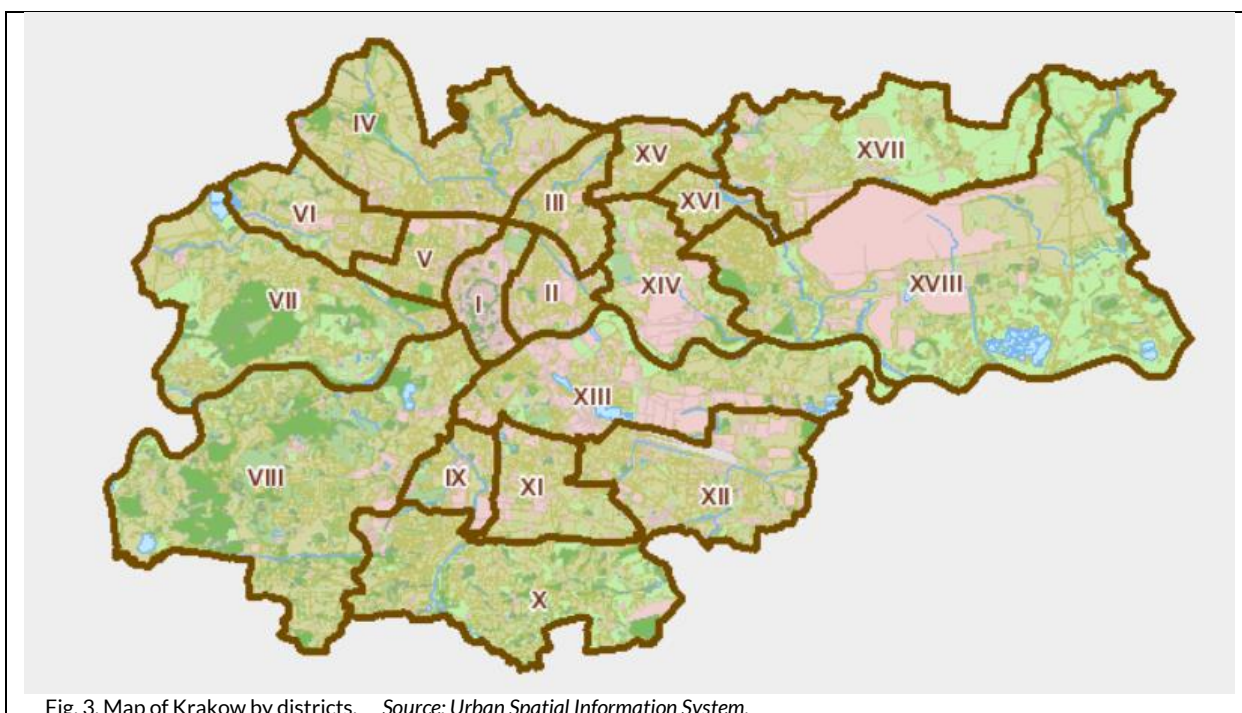 IV
XV
XVII
III
XVI
VI
V
II
XIV
XVIII
VII
I
XIII
VIII
IX
XI
XII
X
Fig. 3. Map of Krakow by districts. Source: Urban Spatial Information System.